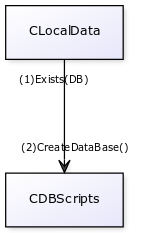 CLocalData
(1)Exists(DB)
(2)CreateDataBase()
CDBScripts